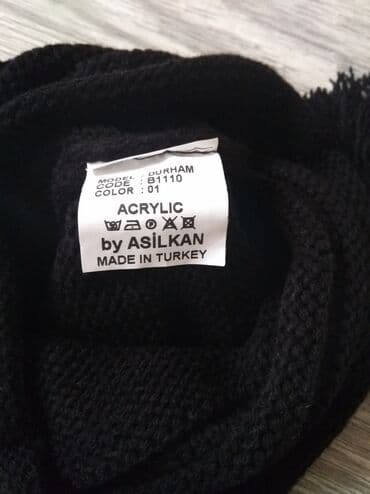 MODEL : DURHAM
CODE : B1110
COLOR : 01
ACRYLIC
by ASİLKAN
MADE IN TURKEY